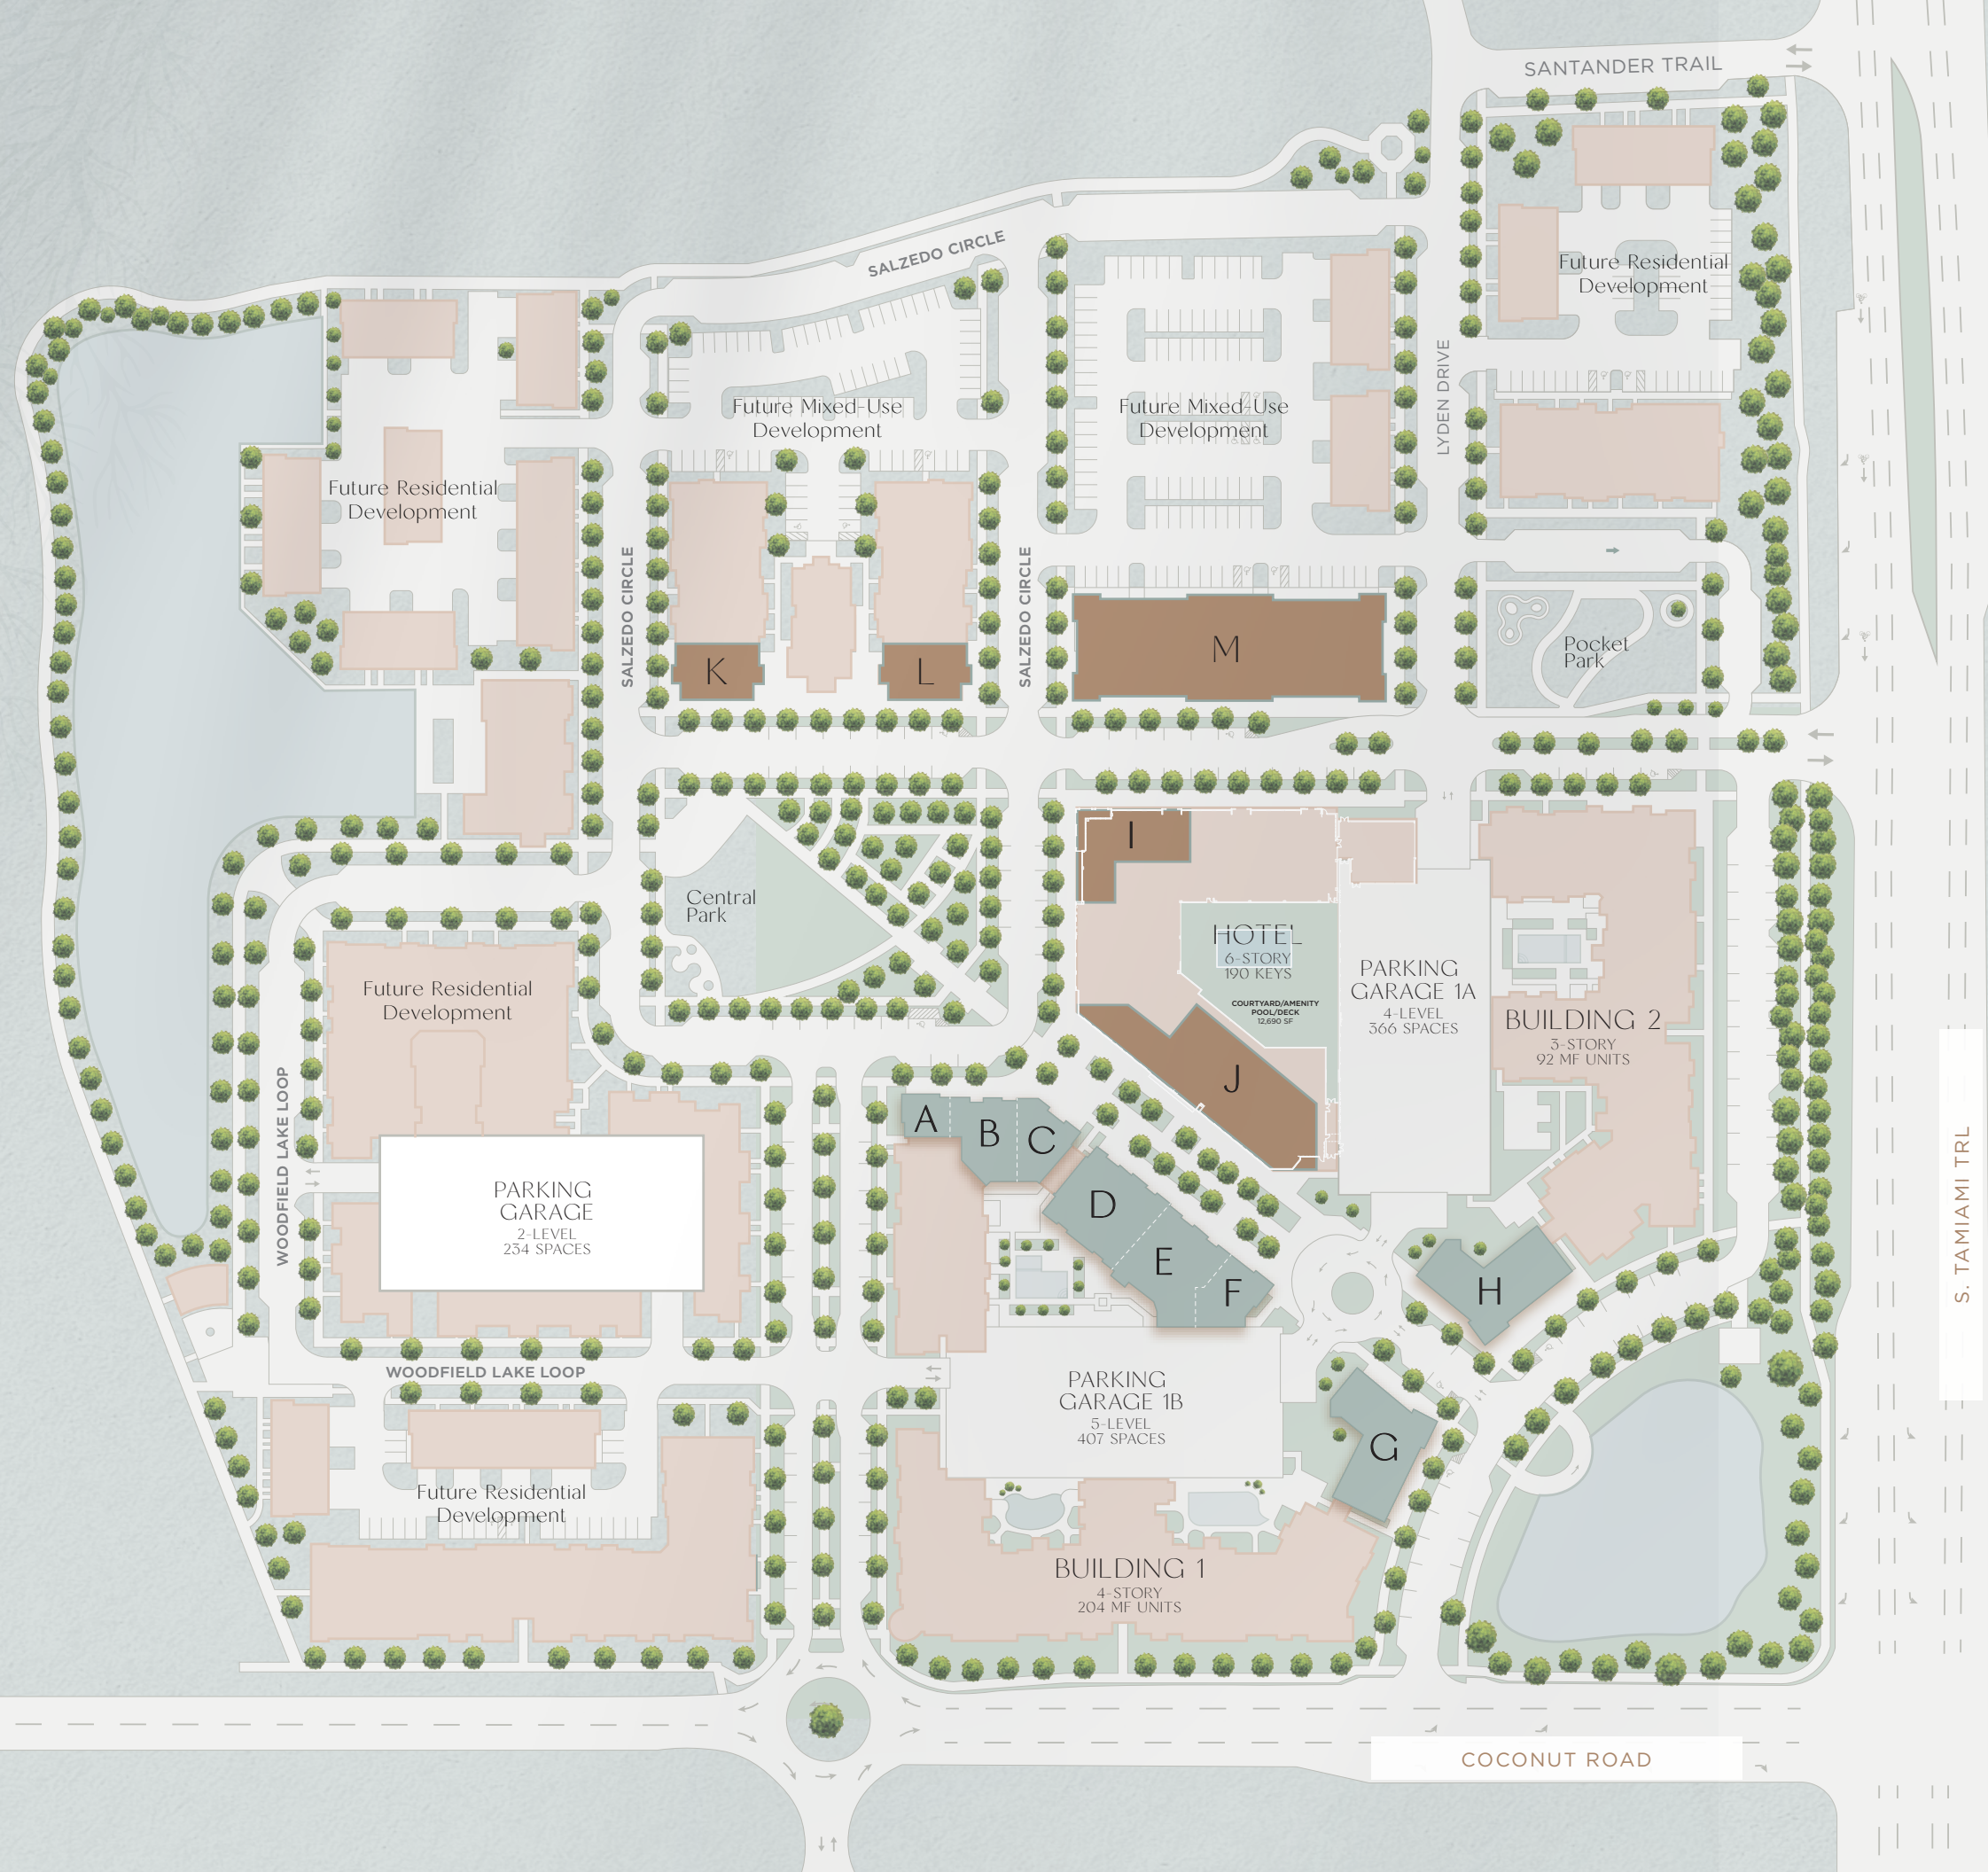 SANTANDER TRAIL
SALZEDO CIRCLE
Future Residential
Development
LYDEN DRIVE
Future Mixed-Use
Development
Future Mixed-Use
Development
Future Residential
Development
SALZEDO CIRCLE
SALZEDO CIRCLE
K
L
M
Pocket
Park
I
Central
Park
HOTEL
6-STORY
190 KEYS
COURTYARD/AMENITY
POOL/DECK
12,690 SF
PARKING
GARAGE 1A
4-LEVEL
366 SPACES
BUILDING 2
3-STORY
92 MF UNITS
Future Residential
Development
J
WOODFIELD LAKE LOOP
A
B
C
D
E
F
H
PARKING
GARAGE
2-LEVEL
234 SPACES
S. TAMIAMI TRL
WOODFIELD LAKE LOOP
PARKING
GARAGE 1B
5-LEVEL
407 SPACES
G
Future Residential
Development
BUILDING 1
4-STORY
204 MF UNITS
COCONUT ROAD